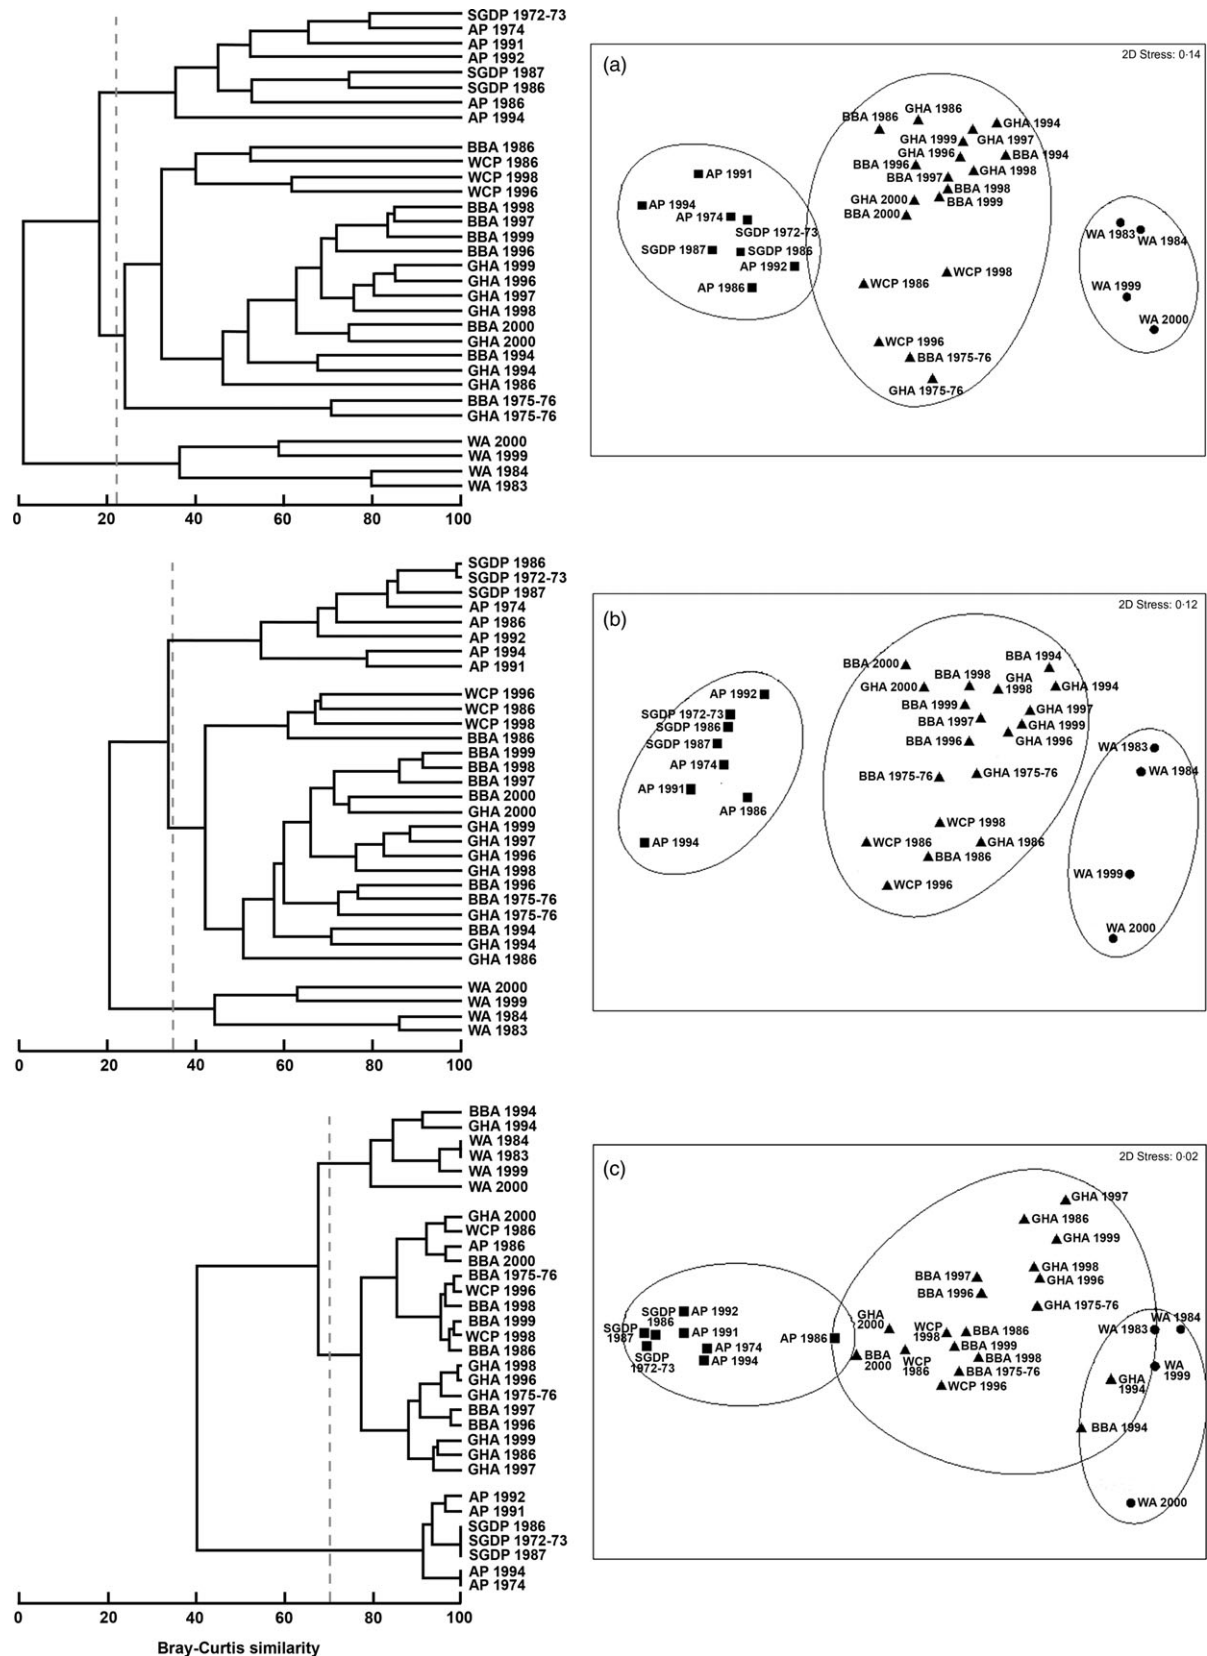 SGDP 1972-73
AP 1974
AP 1991
AP 1992
SGDP 1987
SGDP 1986
AP 1986
AP 1994
BBA 1986
WCP 1986
WCP 1998
WCP 1996
BBA 1998
BBA 1997
BBA 1999
BBA 1996
GHA 1999
GHA 1996
GHA 1997
GHA 1998
BBA 2000
GHA 2000
BBA 1994
GHA 1994
GHA 1986
BBA 1975-76
GHA 1975-76
WA 2000
WA 1999
WA 1984
WA 1983
0 20 40 60 80 100
(a)
2D Stress: 0·14
GHA 1986
BBA 1986
GHA 1994
GHA 1999
GHA 1997
GHA 1996
BBA 1994
BBA 1996
GHA 1998
BBA 1997
BBA 1998
BBA 1999
GHA 2000
BBA 2000
AP 1991
AP 1994
AP 1974
SGDP 1972-73
SGDP 1987
SGDP 1986
AP 1992
AP 1986
WCP 1986
WCP 1998
WCP 1996
BBA 1975-76
GHA 1975-76
WA 1983
WA 1984
WA 1999
WA 2000
SGDP 1986
SGDP 1972-73
SGDP 1987
AP 1974
AP 1986
AP 1992
AP 1994
AP 1991
WCP 1996
WCP 1986
WCP 1998
BBA 1986
BBA 1999
BBA 1998
BBA 1997
BBA 2000
GHA 2000
GHA 1999
GHA 1997
GHA 1996
GHA 1998
BBA 1996
BBA 1975-76
GHA 1975-76
BBA 1994
GHA 1994
GHA 1986
WA 2000
WA 1999
WA 1984
WA 1983
0 20 40 60 80 100
(b)
2D Stress: 0·12
BBA 1994
BBA 2000
BBA 1998
GHA
1998
GHA 2000
GHA 1994
AP 1992
BBA 1999
GHA 1997
SGDP 1972-73
SGDP 1986
BBA 1997
GHA 1999
SGDP 1987
BBA 1996
GHA 1996
WA 1983
AP 1974
WA 1984
BBA 1975-76
GHA 1975-76
AP 1991
AP 1986
WCP 1998
AP 1994
WCP 1986
GHA 1986
BBA 1986
WA 1999
WCP 1996
WA 2000
BBA 1994
GHA 1994
WA 1984
WA 1983
WA 1999
WA 2000
GHA 2000
WCP 1986
AP 1986
BBA 2000
BBA 1975-76
WCP 1996
BBA 1998
BBA 1999
WCP 1998
BBA 1986
GHA 1998
GHA 1996
GHA 1975-76
BBA 1997
BBA 1996
GHA 1999
GHA 1986
GHA 1997
AP 1992
AP 1991
SGDP 1986
SGDP 1972-73
SGDP 1987
AP 1994
AP 1974
0 20 40 60 80 100
Bray-Curtis similarity
(c)
2D Stress: 0·02
GHA 1997
GHA 1986
GHA 1999
GHA 1998
GHA 1996
BBA 1997
BBA 1996
GHA 1975-76
SGDP
1986
AP 1992
SGDP
1987
AP 1991
AP 1974
SGDP
1972-73
AP 1994
AP 1986
GHA
2000
BBA
2000
WCP
1998
WCP
1986
BBA 1986
BBA 1999
BBA 1998
BBA 1975-76
WCP 1996
WA 1984
WA 1983
WA
1999
GHA
1994
BBA 1994
WA 2000